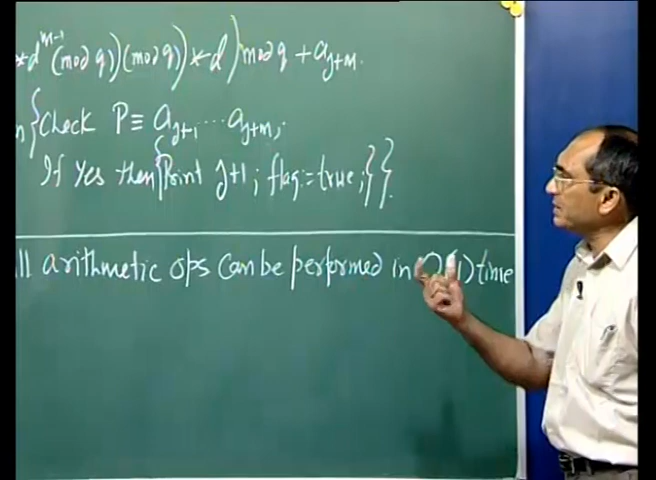 *d^{m-1} (mod q))(mod q))*d) mod q + a_{j+m}.
n {Check P ≡ a_{j+1}...a_{j+m};
If Yes then {Print j+1; flag:=true;}}.
ll arithmetic ops can be performed in O(1) time